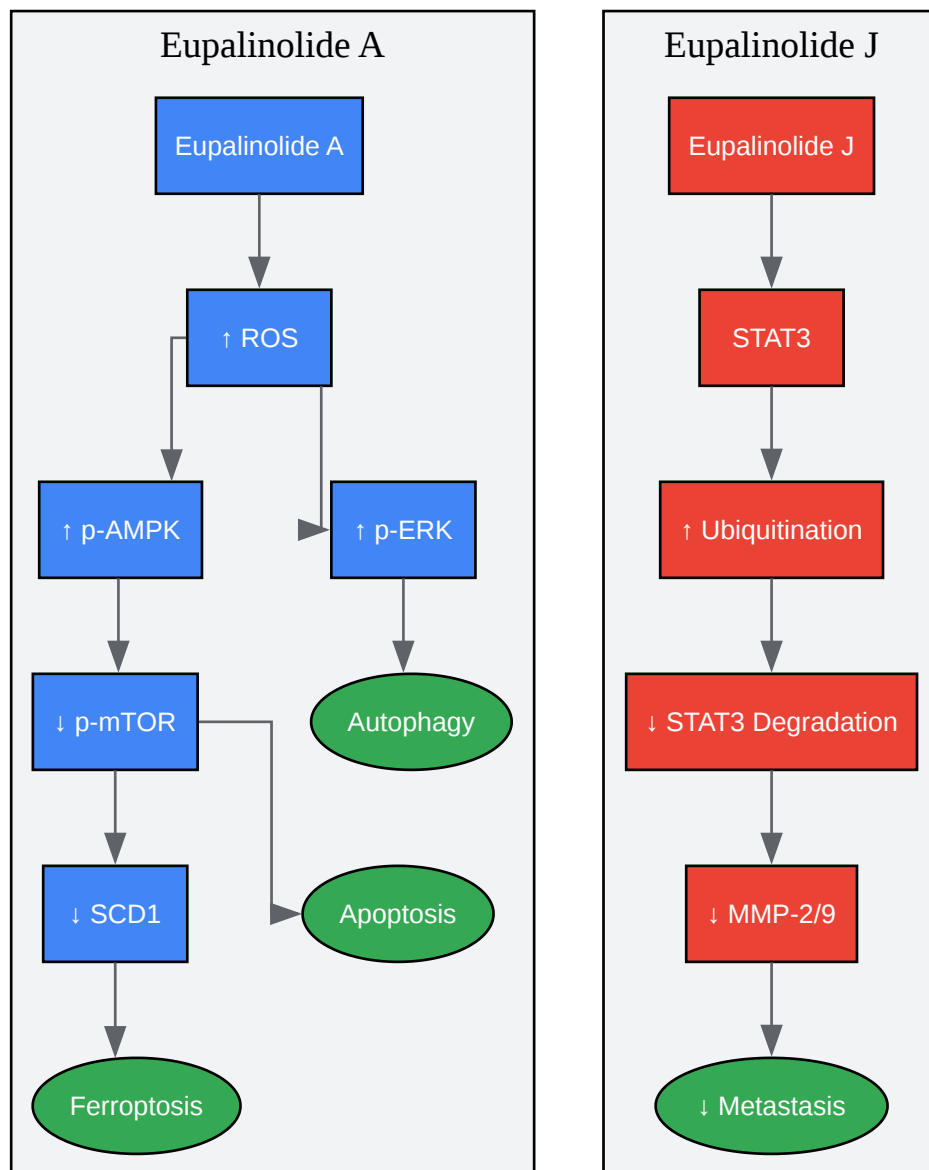 Eupalinolide A
Eupalinolide A
↑ ROS
↑ p-AMPK
↑ p-ERK
↓ p-mTOR
Autophagy
↓ SCD1
Apoptosis
Ferroptosis
Eupalinolide J
Eupalinolide J
STAT3
↑ Ubiquitination
↓ STAT3 Degradation
↓ MMP-2/9
↓ Metastasis